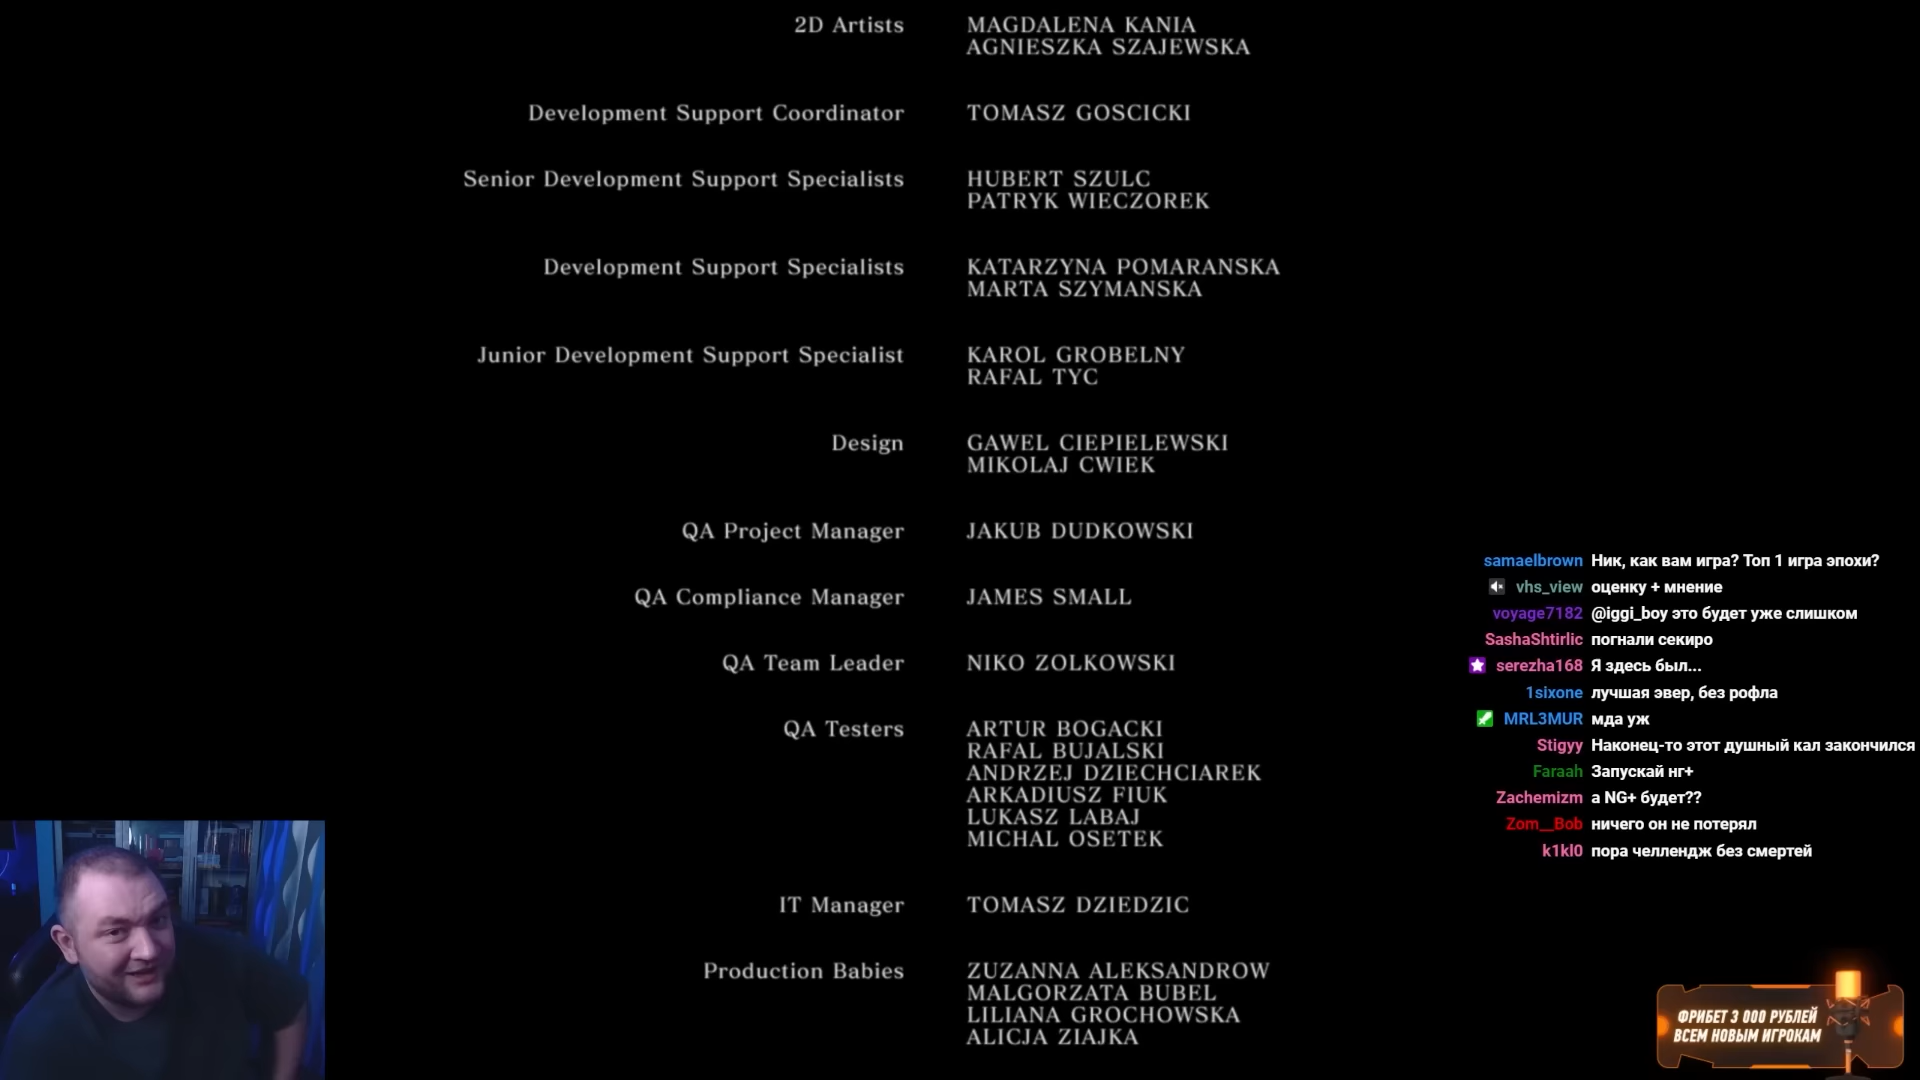 2D Artists MAGDALENA KANIA
AGNIESZKA SZAJEWSKA
Development Support Coordinator TOMASZ GOSCICKI
Senior Development Support Specialists HUBERT SZULC
PATRYK WIECZOREK
Development Support Specialists KATARZYNA POMARANSKA
MARTA SZYMANSKA
Junior Development Support Specialist KAROL GROBELNY
RAFAL TYC
Design GAWEL CIEPIELEWSKI
MIKOLAJ CWIEK
QA Project Manager JAKUB DUDKOWSKI
QA Compliance Manager JAMES SMALL
QA Team Leader NIKO ZOLKOWSKI
QA Testers ARTUR BOGACKI
RAFAL BUJALSKI
ANDRZEJ DZIECHCIAREK
ARKADIUSZ FIUK
LUKASZ LABAJ
MICHAL OSETEK
IT Manager TOMASZ DZIEDZIC
Production Babies ZUZANNA ALEKSANDROW
MALGORZATA BUBEL
LILIANA GROCHOWSKA
ALICJA ZIAJKA
samaelbrown Ник, как вам игра? Топ 1 игра эпохи?
vhs_view оценку + мнение
voyage7182 @iggi_boy это будет уже слишком
SashaShtirlic погнали секиро
serezha168 Я здесь был...
1sixone лучшая эвер, без рофла
MRL3MUR мда уж
Stigyy Наконец-то этот душный кал закончился
Faraah Запускай нг+
Zachemizm а NG+ будет??
Zom__Bob ничего он не потерял
k1kl0 пора челлендж без смертей
ФРИБЕТ 3 000 РУБЛЕЙ
ВСЕМ НОВЫМ ИГРОКАМ